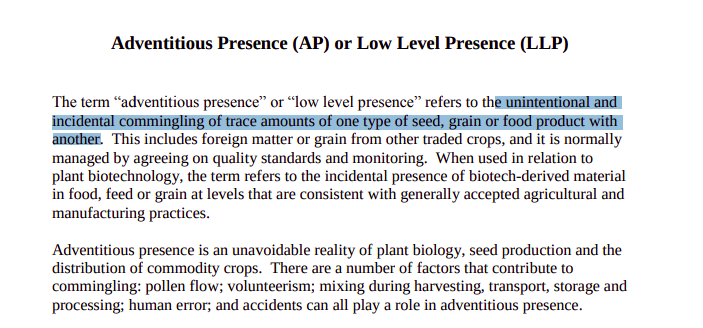 Adventitious Presence (AP) or Low Level Presence (LLP)
The term “adventitious presence” or “low level presence” refers to the unintentional and
incidental commingling of trace amounts of one type of seed, grain or food product with
another.  This includes foreign matter or grain from other traded crops, and it is normally
managed by agreeing on quality standards and monitoring.  When used in relation to
plant biotechnology, the term refers to the incidental presence of biotech-derived material
in food, feed or grain at levels that are consistent with generally accepted agricultural and
manufacturing practices.
Adventitious presence is an unavoidable reality of plant biology, seed production and the
distribution of commodity crops.  There are a number of factors that contribute to
commingling: pollen flow; volunteerism; mixing during harvesting, transport, storage and
processing; human error; and accidents can all play a role in adventitious presence.